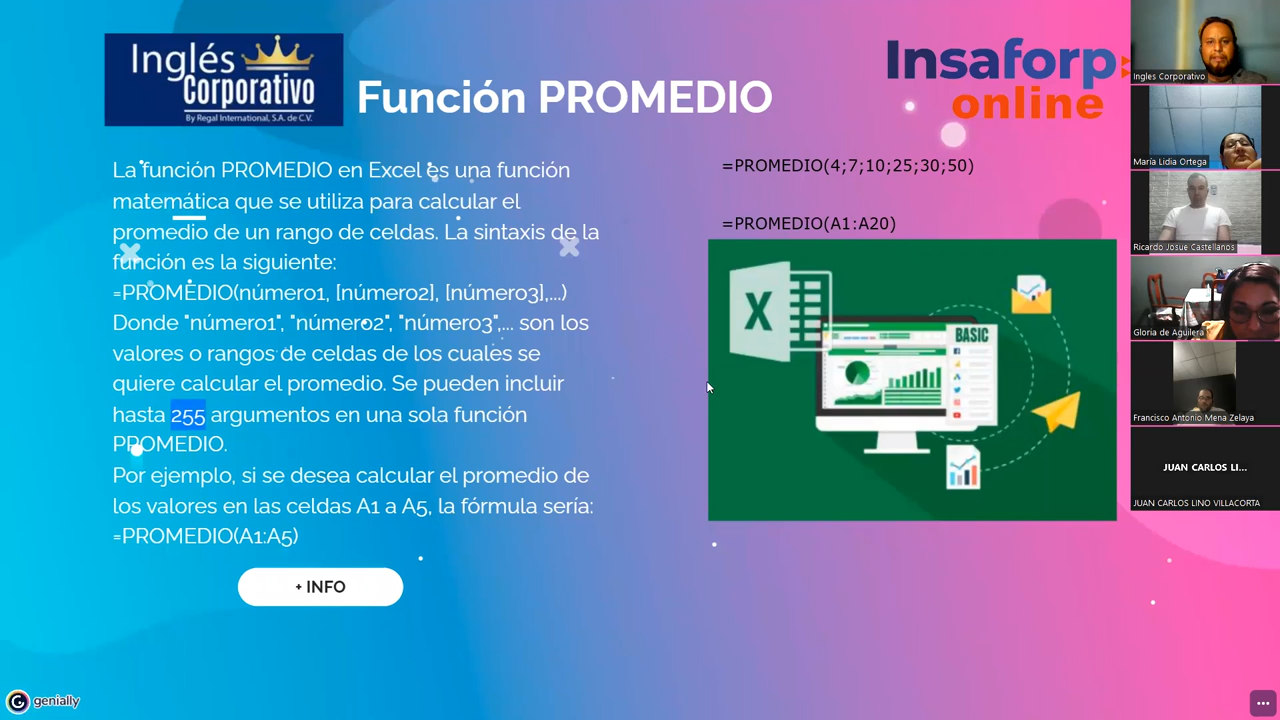 Inglés
Corporativo
By Regal International, S.A. de C.V.
Función PROMEDIO
Insaforp
online
La función PROMEDIO en Excel es una función
matemática que se utiliza para calcular el
promedio de un rango de celdas. La sintaxis de la
función es la siguiente:
=PROMEDIO(número1, [número2], [número3],...)
Donde "número1", "número2", "número3",... son los
valores o rangos de celdas de los cuales se
quiere calcular el promedio. Se pueden incluir
hasta 255 argumentos en una sola función
PROMEDIO.
Por ejemplo, si se desea calcular el promedio de
los valores en las celdas A1 a A5, la fórmula sería:
=PROMEDIO(A1:A5)
+ INFO
=PROMEDIO(4;7;10;25;30;50)
=PROMEDIO(A1:A20)
X
BASIC
Ingles Corporativo
María Lidia Ortega
Ricardo Josue Castellanos
Gloria de Aguilera
Francisco Antonio Mena Zelaya
JUAN CARLOS LI...
JUAN CARLOS LINO VILLACORTA
genially